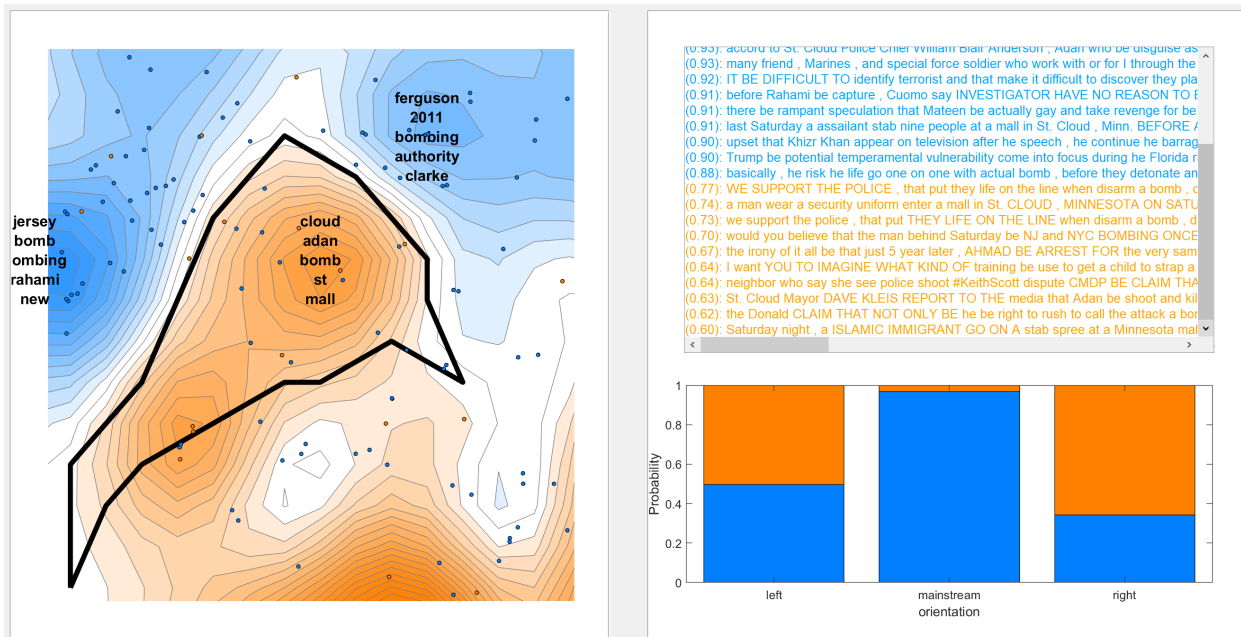 ferguson
2011
bombing
authority
clarke
jersey
bomb
ombing
rahami
new
cloud
adan
bomb
st
mall
(0.93): accord to St. Cloud Police Chief William Blair Anderson , Adan who be disguise as
(0.93): many friend , Marines , and special force soldier who work with or for I through the
(0.92): IT BE DIFFICULT TO identify terrorist and that make it difficult to discover they pla
(0.91): before Rahami be capture , Cuomo say INVESTIGATOR HAVE NO REASON TO
(0.91): there be rampant speculation that Mateen be actually gay and take revenge for be
(0.91): last Saturday a assailant stab nine people at a mall in St. Cloud , Minn. BEFORE
(0.90): upset that Khizr Khan appear on television after he speech , he continue he barrag
(0.90): Trump be potential temperamental vulnerability come into focus during he Florida
(0.88): basically , he risk he life go one on one with actual bomb , before they detonate an
(0.77): WE SUPPORT THE POLICE , that put they life on the line when disarm a bomb ,
(0.74): a man wear a security uniform enter a mall in St. CLOUD , MINNESOTA ON SATU
(0.73): we support the police , that put THEY LIFE ON THE LINE when disarm a bomb , d
(0.70): would you believe that the man behind Saturday be NJ and NYC BOMBING ONCE
(0.67): the irony of it all be that just 5 year later , AHMAD BE ARREST FOR the very sam
(0.64): I want YOU TO IMAGINE WHAT KIND OF training be use to get a child to strap a
(0.64): neighbor who say she see police shoot #KeithScott dispute CMDP BE CLAIM THA
(0.63): St. Cloud Mayor DAVE KLEIS REPORT TO THE media that Adan be shoot and kil
(0.62): the Donald CLAIM THAT NOT ONLY BE he be right to rush to call the attack a bor
(0.60): Saturday night , a ISLAMIC IMMIGRANT GO ON A stab spree at a Minnesota mal
1
0.8
0.6
0.4
0.2
0
Probability
left
mainstream
right
orientation